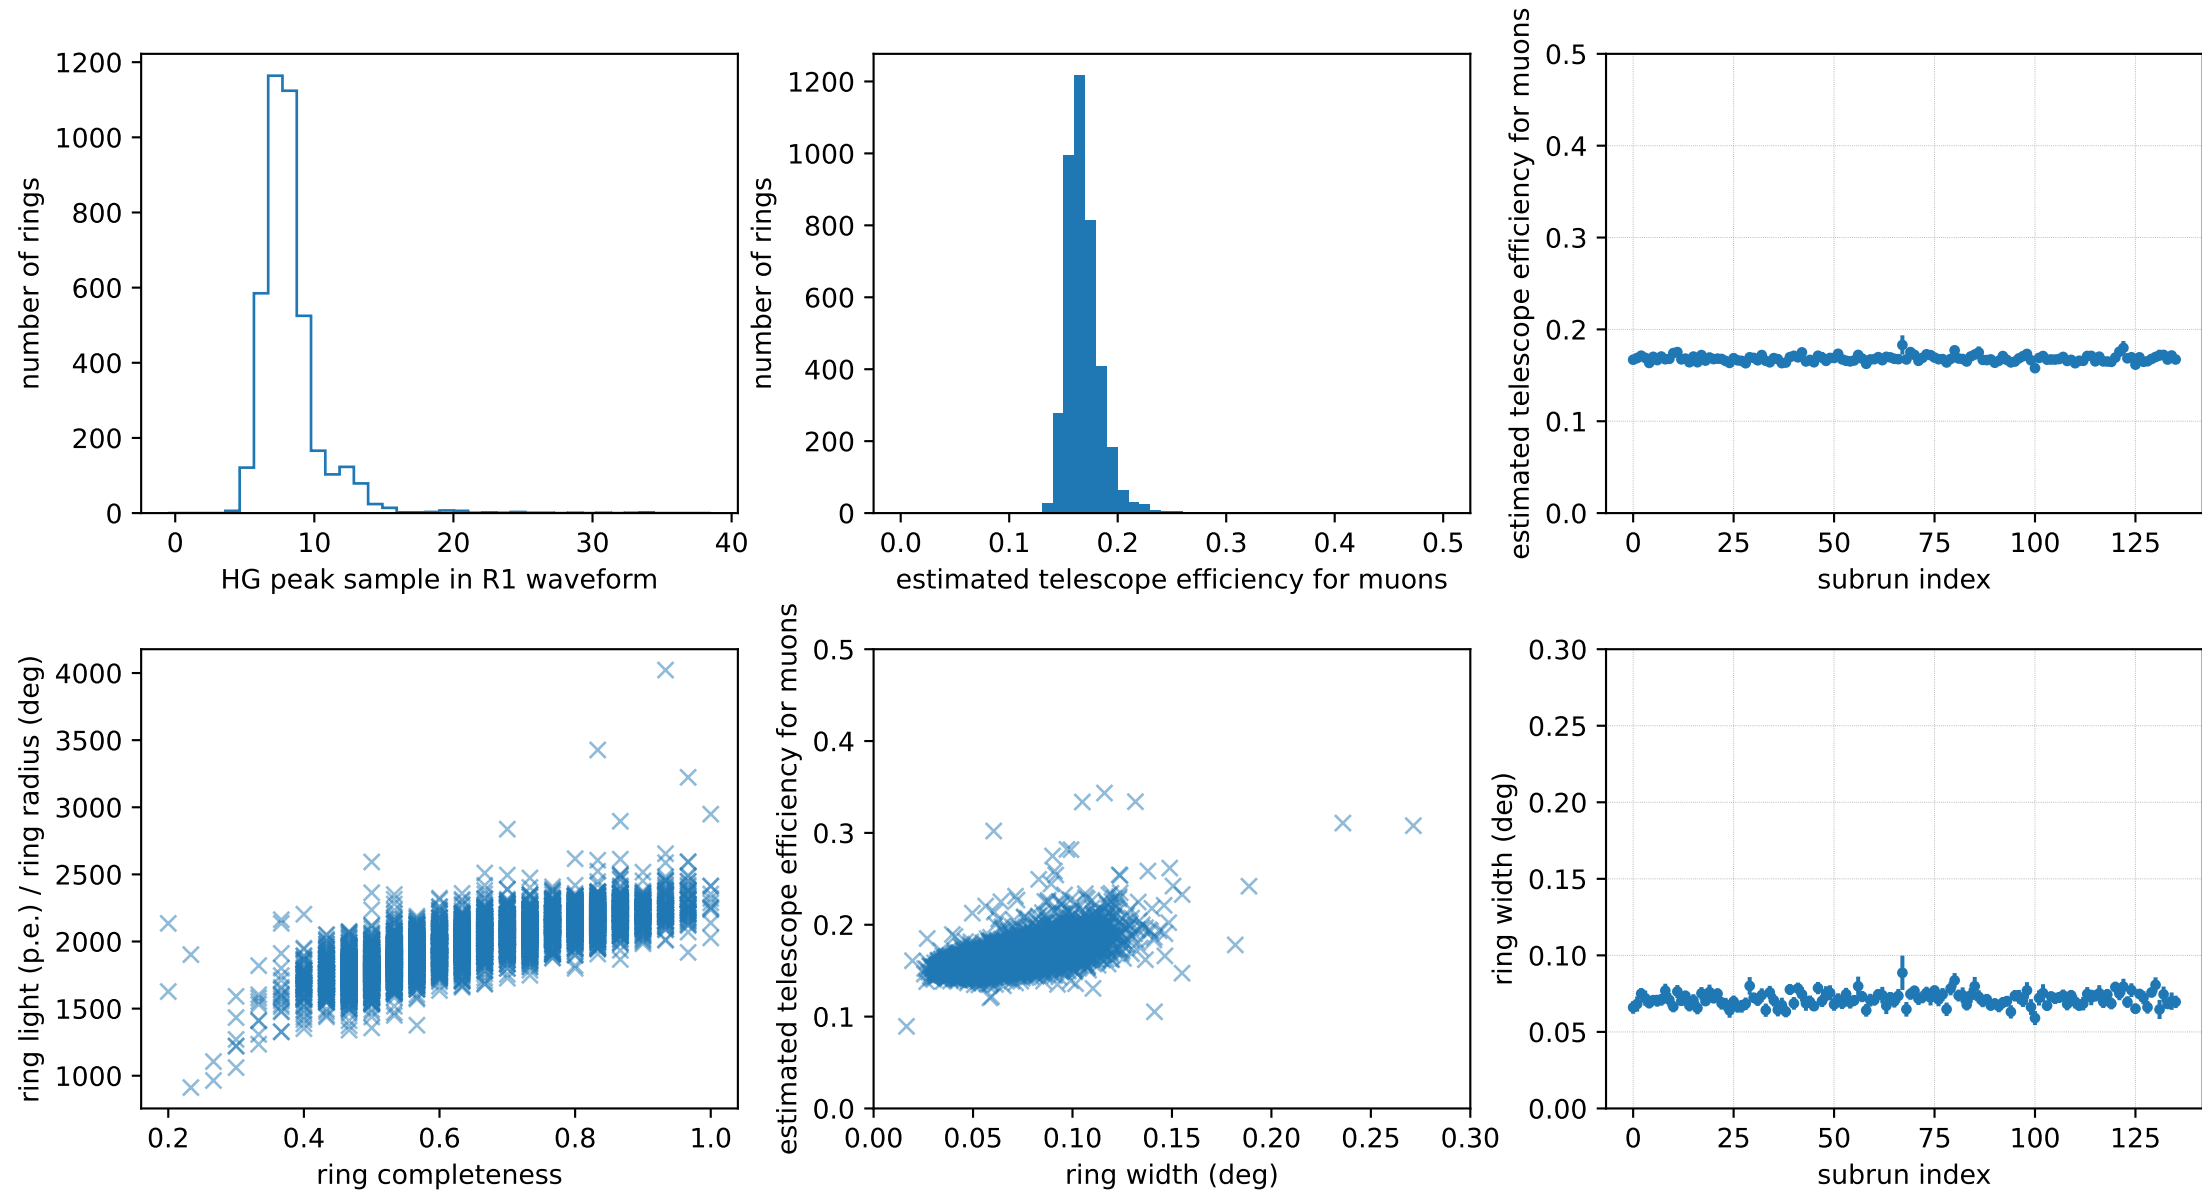 number of rings
1200
1000
800
600
400
200
0
0 10 20 30 40
HG peak sample in R1 waveform
number of rings
1200
1000
800
600
400
200
0
0.0 0.1 0.2 0.3 0.4 0.5
estimated telescope efficiency for muons
estimated telescope efficiency for muons
0.5
0.4
0.3
0.2
0.1
0.0
0 25 50 75 100 125
subrun index
ring light (p.e.) / ring radius (deg)
4000
3500
3000
2500
2000
1500
1000
0.2 0.4 0.6 0.8 1.0
ring completeness
estimated telescope efficiency for muons
0.5
0.4
0.3
0.2
0.1
0.0
0.00 0.05 0.10 0.15 0.20 0.25 0.30
ring width (deg)
ring width (deg)
0.30
0.25
0.20
0.15
0.10
0.05
0.00
0 25 50 75 100 125
subrun index